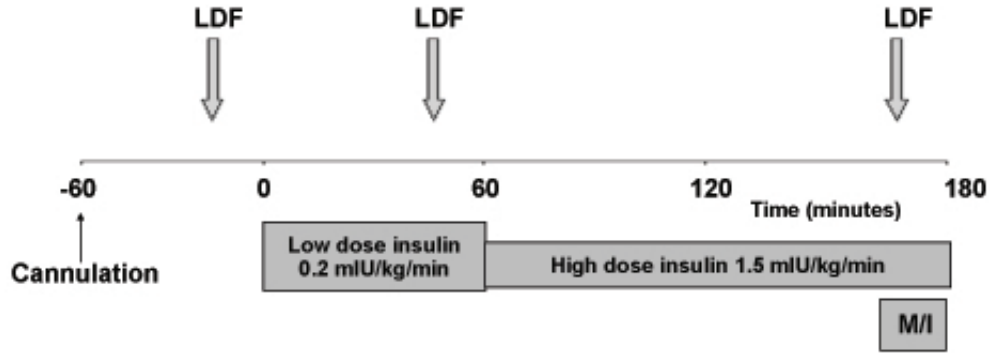 LDF LDF LDF
-60 0 60 120 180
Time (minutes)
Cannulation
Low dose insulin
0.2 mIU/kg/min
High dose insulin 1.5 mIU/kg/min
M/I